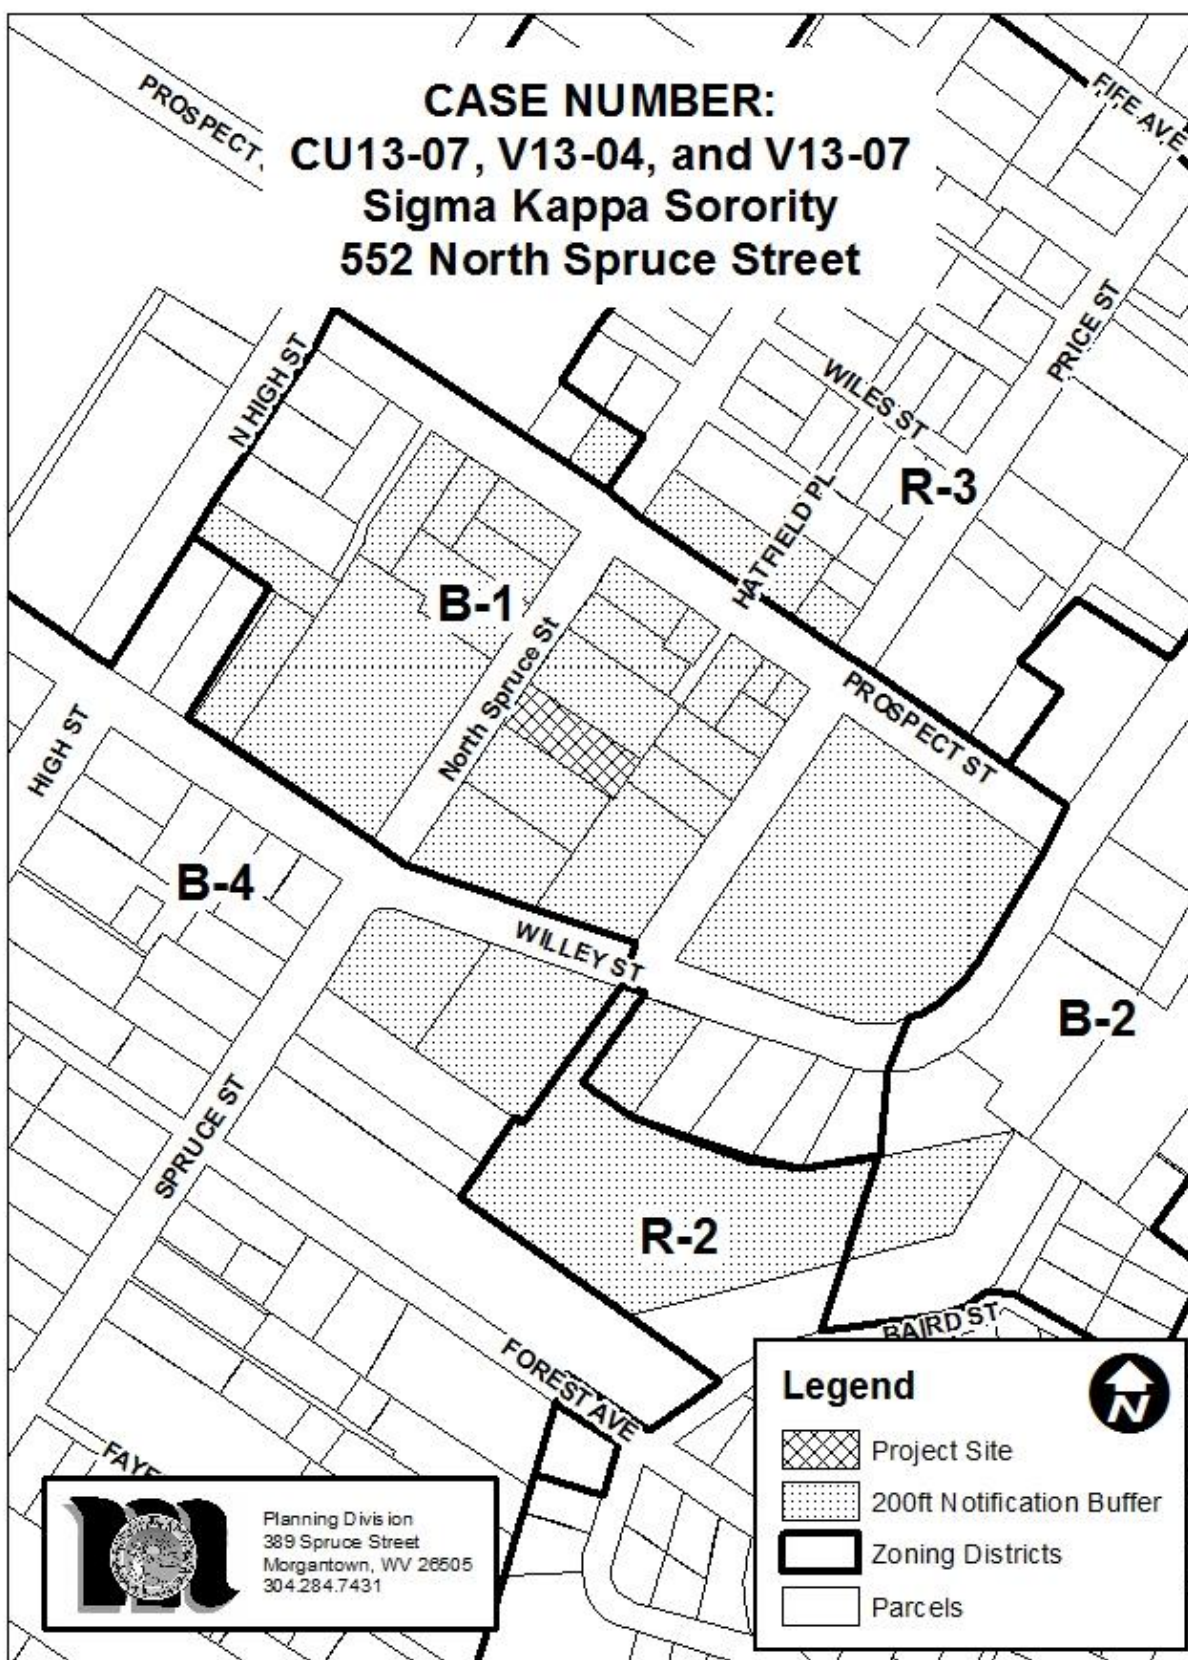 CASE NUMBER:
CU13-07, V13-04, and V13-07
Sigma Kappa Sorority
552 North Spruce Street
PROSPECT
FIFE AVE
PRICE ST
N HIGH ST
WILES ST
R-3
HATFIELD PL
B-1
North Spruce St
PROSPECT ST
HIGH ST
B-4
WILLEY ST
B-2
SPRUCE ST
R-2
BAIRD ST
FOREST AVE
Legend
N
Project Site
200ft Notification Buffer
Zoning Districts
Parcels
Planning Division
389 Spruce Street
Morgantown, WV 26505
304.284.7431